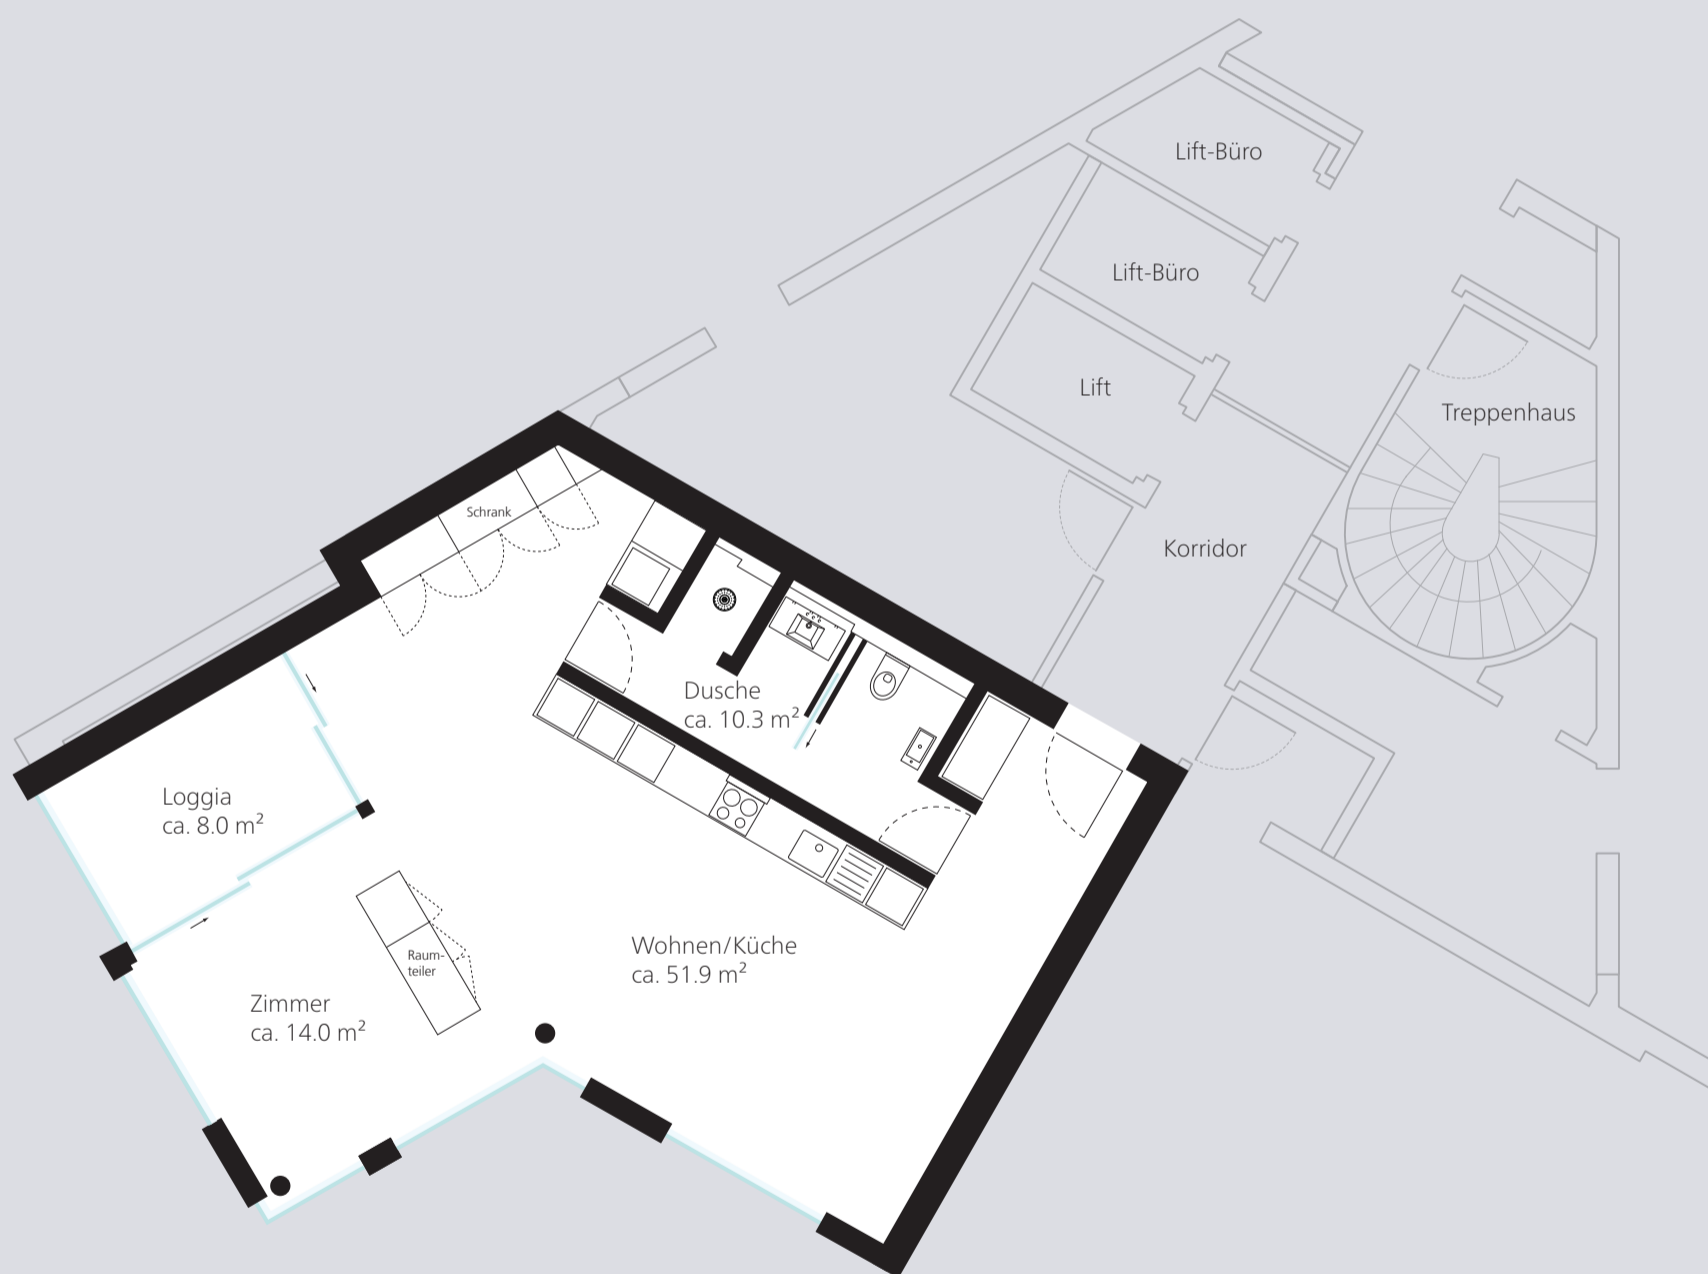 Lift-Büro
Lift-Büro
Lift
Treppenhaus
Schrank
Korridor
Dusche
ca. 10.3 m²
Loggia
ca. 8.0 m²
Raum-
teiler
Wohnen/Küche
ca. 51.9 m²
Zimmer
ca. 14.0 m²